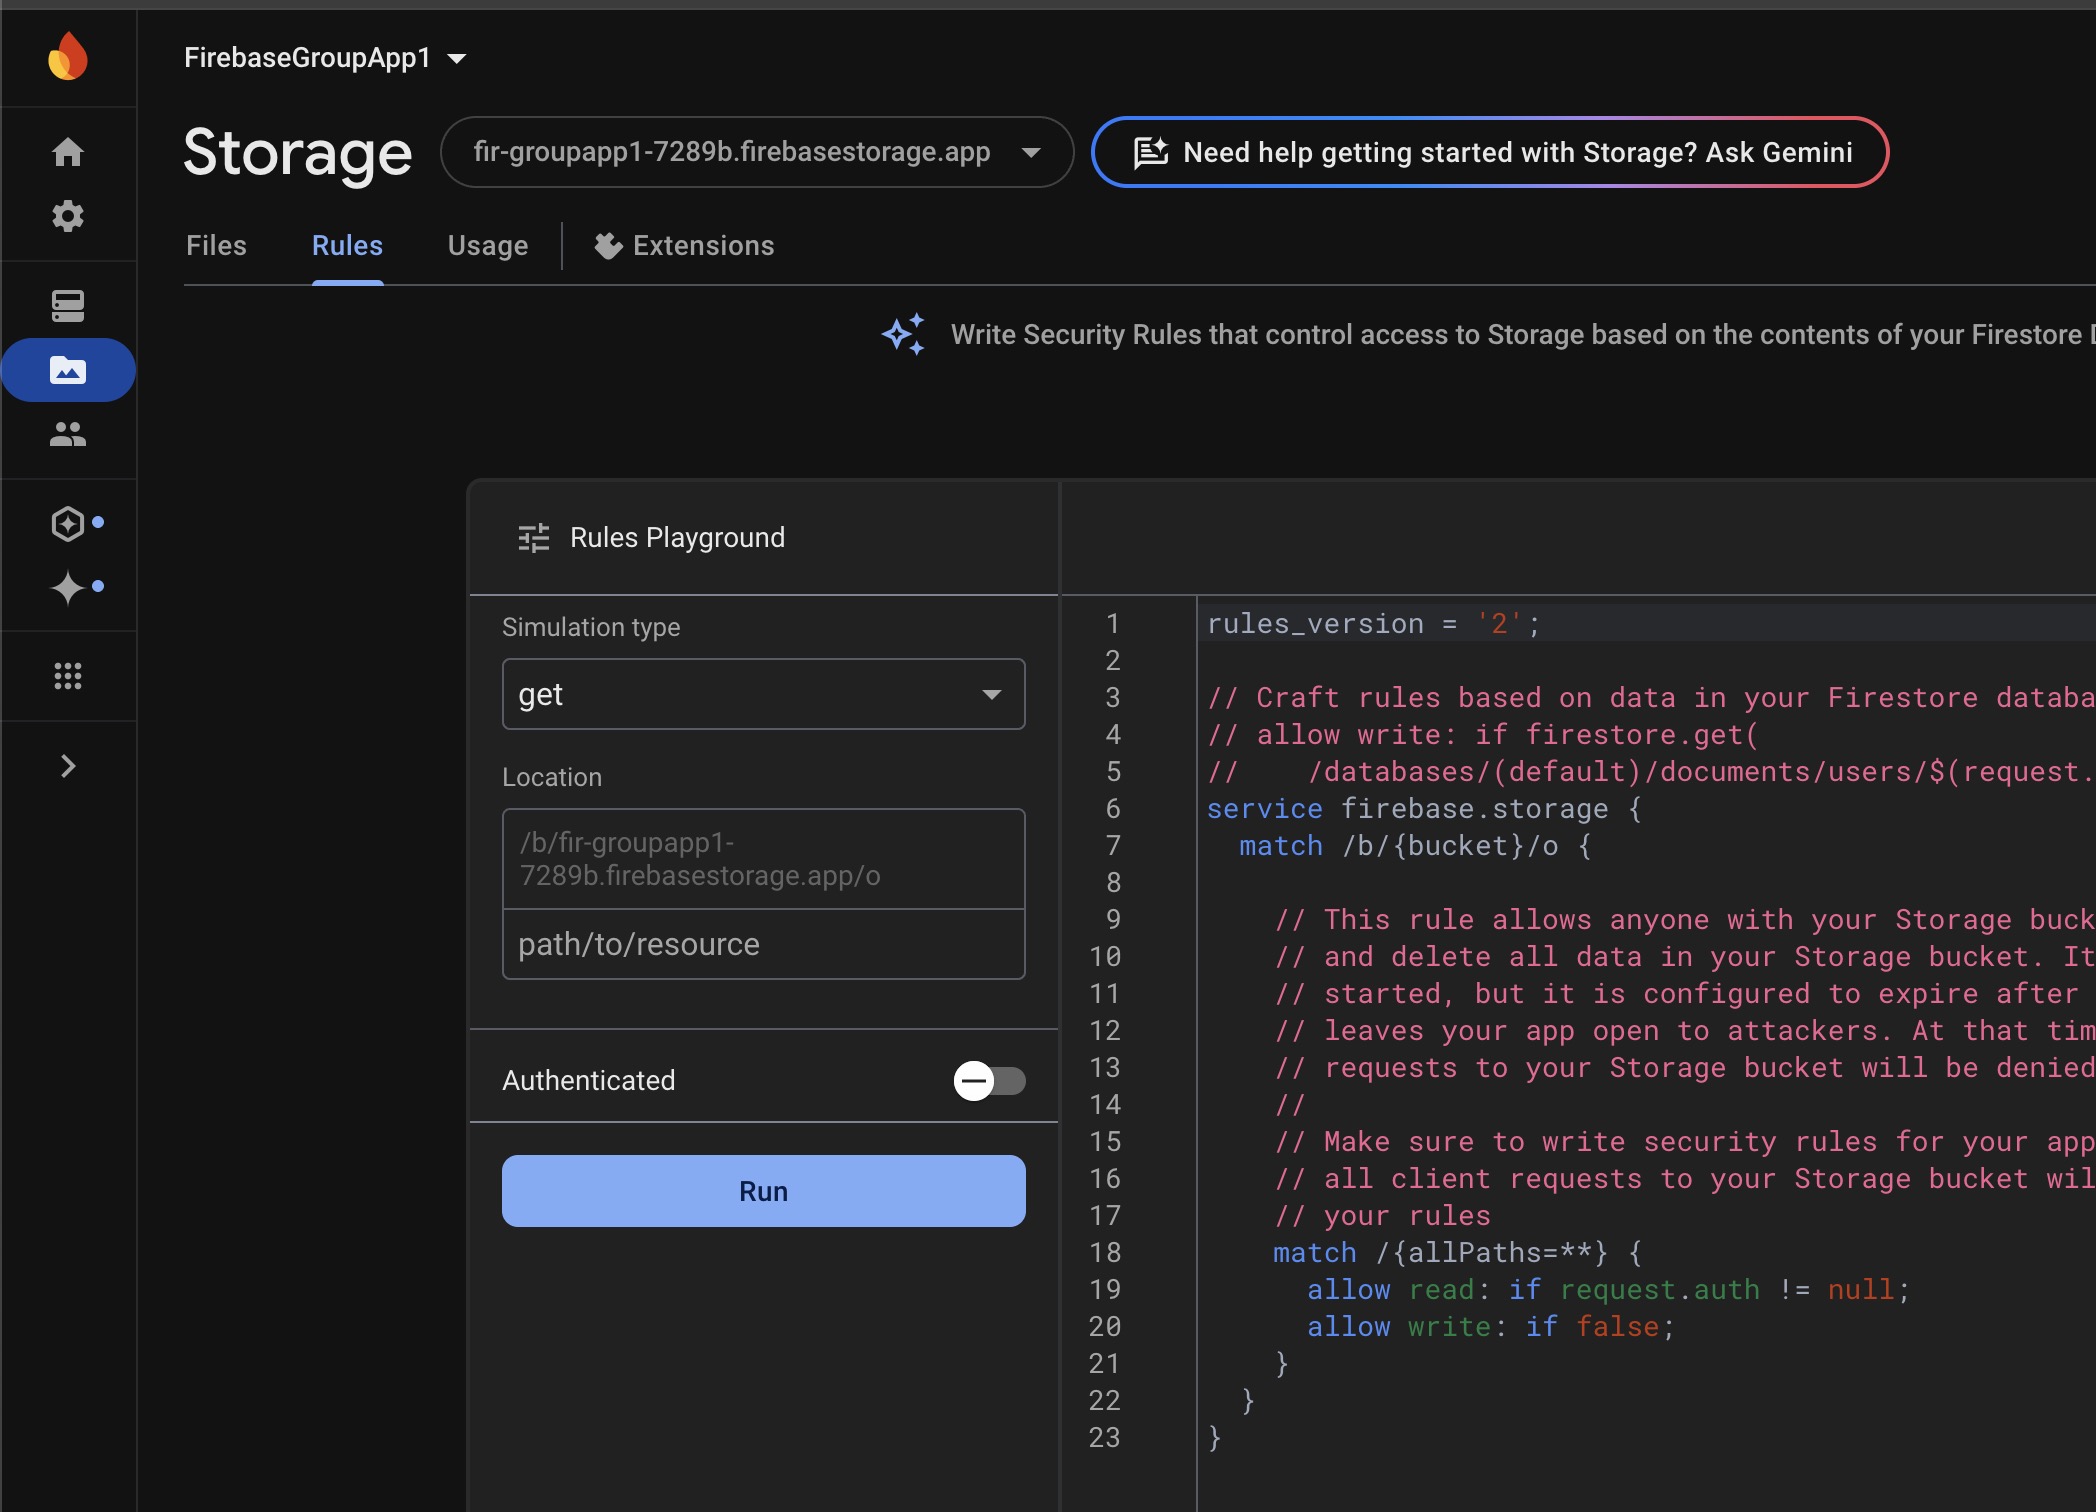 FirebaseGroupApp1
Storage
fir-groupapp1-7289b.firebasestorage.app
Need help getting started with Storage? Ask Gemini
Files
Rules
Usage
Extensions
Write Security Rules that control access to Storage based on the contents of your Firestore
Rules Playground
Simulation type
get
Location
/b/fir-groupapp1-
7289b.firebasestorage.app/o
path/to/resource
Authenticated
Run
1 rules_version = '2';
2
3 // Craft rules based on data in your Firestore databa
4 // allow write: if firestore.get(
5 //    /databases/(default)/documents/users/$(request.
6 service firebase.storage {
7   match /b/{bucket}/o {
8
9     // This rule allows anyone with your Storage buck
10     // and delete all data in your Storage bucket. It
11     // started, but it is configured to expire after
12     // leaves your app open to attackers. At that tim
13     // requests to your Storage bucket will be denied
14     //
15     // Make sure to write security rules for your app
16     // all client requests to your Storage bucket wil
17     // your rules
18     match /{allPaths=**} {
19       allow read: if request.auth != null;
20       allow write: if false;
21     }
22   }
23 }